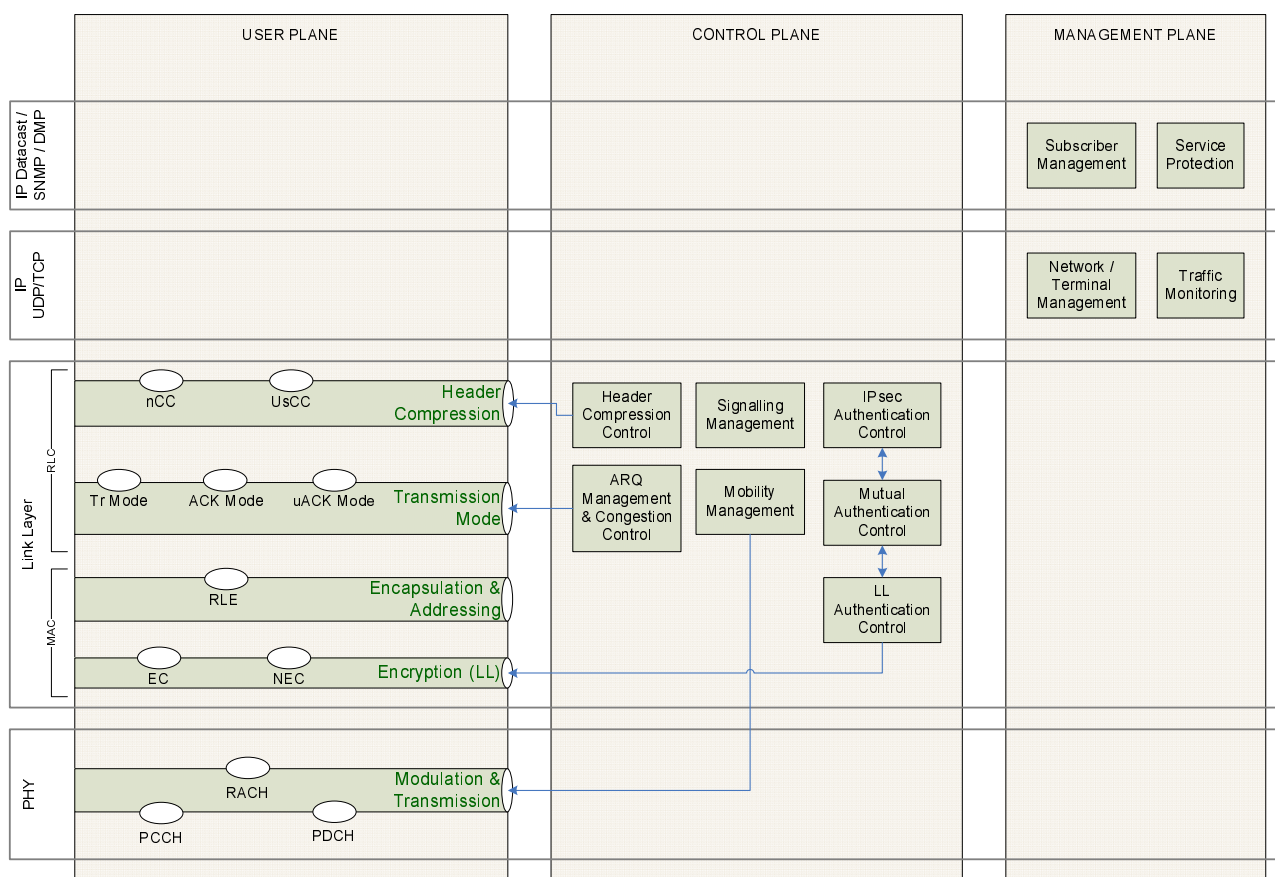 USER PLANE
CONTROL PLANE
MANAGEMENT PLANE
IP Datacast /
SNMP / DMP
Subscriber
Management
Service
Protection
IP
UDP/TCP
Network /
Terminal
Management
Traffic
Monitoring
Link Layer
RLC
nCC
UsCC
Header
Compression
Header
Compression
Control
Signalling
Management
IPsec
Authentication
Control
Tr Mode
ACK Mode
uACK Mode
Transmission
Mode
ARQ
Management
& Congestion
Control
Mobility
Management
Mutual
Authentication
Control
MAC
RLE
Encapsulation &
Addressing
LL
Authentication
Control
EC
NEC
Encryption (LL)
PHY
RACH
Modulation &
Transmission
PCCH
PDCH